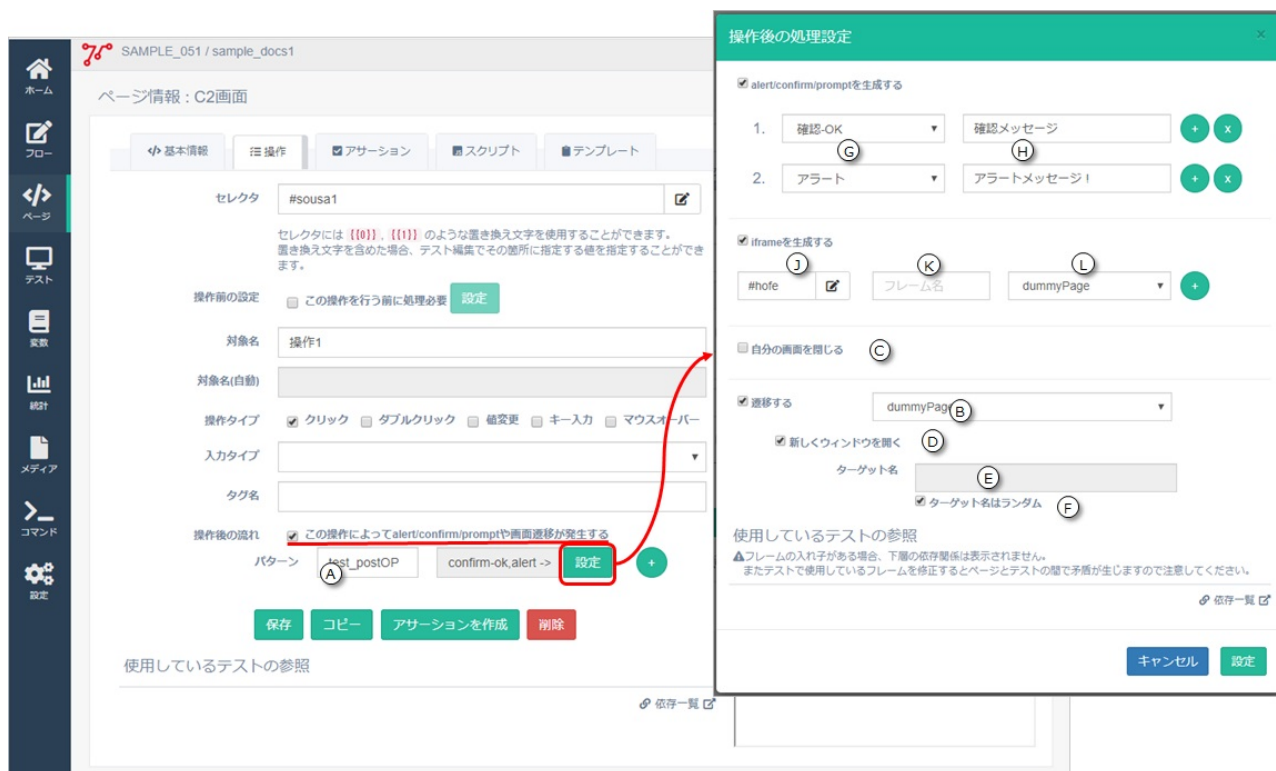 SAMPLE_051 / sample_docs1
ホーム
フロー
ページ
テスト
変数
統計
メディア
コマンド
設定
ページ情報 : C2画面
基本情報
操作
アサーション
スクリプト
テンプレート
セレクタ
#sousa1
セレクタには {{0}}, {{1}} のような置き換え文字を使用することができます。
置き換え文字を含めた場合、テスト編集でその箇所に指定する値を指定することができ
ます。
操作前の設定
この操作を行う前に処理必要
設定
対象名
操作1
対象名(自動)
操作タイプ
クリック ダブルクリック 値変更 キー入力 マウスオーバー
入力タイプ
タグ名
操作後の流れ
この操作によってalert/confirm/promptや画面遷移が発生する
パターン
test_postOP
A
confirm-ok,alert ->
設定
+
保存
コピー
アサーションを作成
削除
使用しているテストの参照
依存一覧
操作後の処理設定
×
alert/confirm/promptを生成する
1.
確認-OK
確認メッセージ
+
x
G
H
2.
アラート
アラートメッセージ！
+
x
iframeを生成する
J
K
L
#hofe
フレーム名
dummyPage
+
自分の画面を閉じる
C
遷移する
dummyPage
B
新しくウィンドウを開く
D
ターゲット名
E
ターゲット名はランダム
F
使用しているテストの参照
フレームの入れ子がある場合、下層の依存関係は表示されません。
またテストで使用しているフレームを修正するとページとテストの間で矛盾が生じますので注意してください。
依存一覧
キャンセル
設定